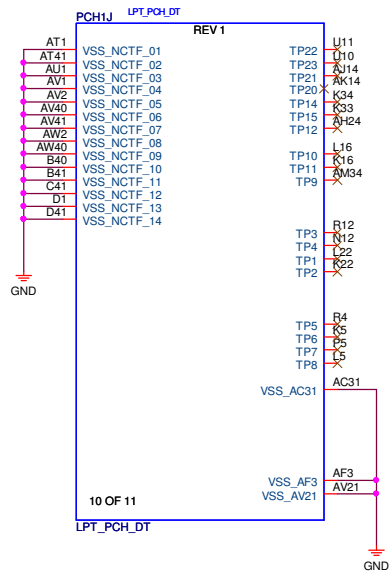 PCH1J LPT_PCH_DT
REV 1
AT1 VSS_NCTF_01
AT41 VSS_NCTF_02
AU1 VSS_NCTF_03
AV1 VSS_NCTF_04
AV2 VSS_NCTF_05
AV40 VSS_NCTF_06
AV41 VSS_NCTF_07
AW2 VSS_NCTF_08
AW40 VSS_NCTF_09
B40 VSS_NCTF_10
B41 VSS_NCTF_11
C41 VSS_NCTF_12
D1 VSS_NCTF_13
D41 VSS_NCTF_14
GND
TP22 U11
TP23 U10
TP21 AJ14
TP20 AK14
TP14 K34
TP15 K33
TP12 AH24
TP10 L16
TP11 K16
TP9 AM34
TP3 R12
TP4 N12
TP1 L22
TP2 K22
TP5 R4
TP6 K5
TP7 P5
TP8 L5
VSS_AC31 AC31
VSS_AF3 AF3
VSS_AV21 AV21
10 OF 11
LPT_PCH_DT
GND